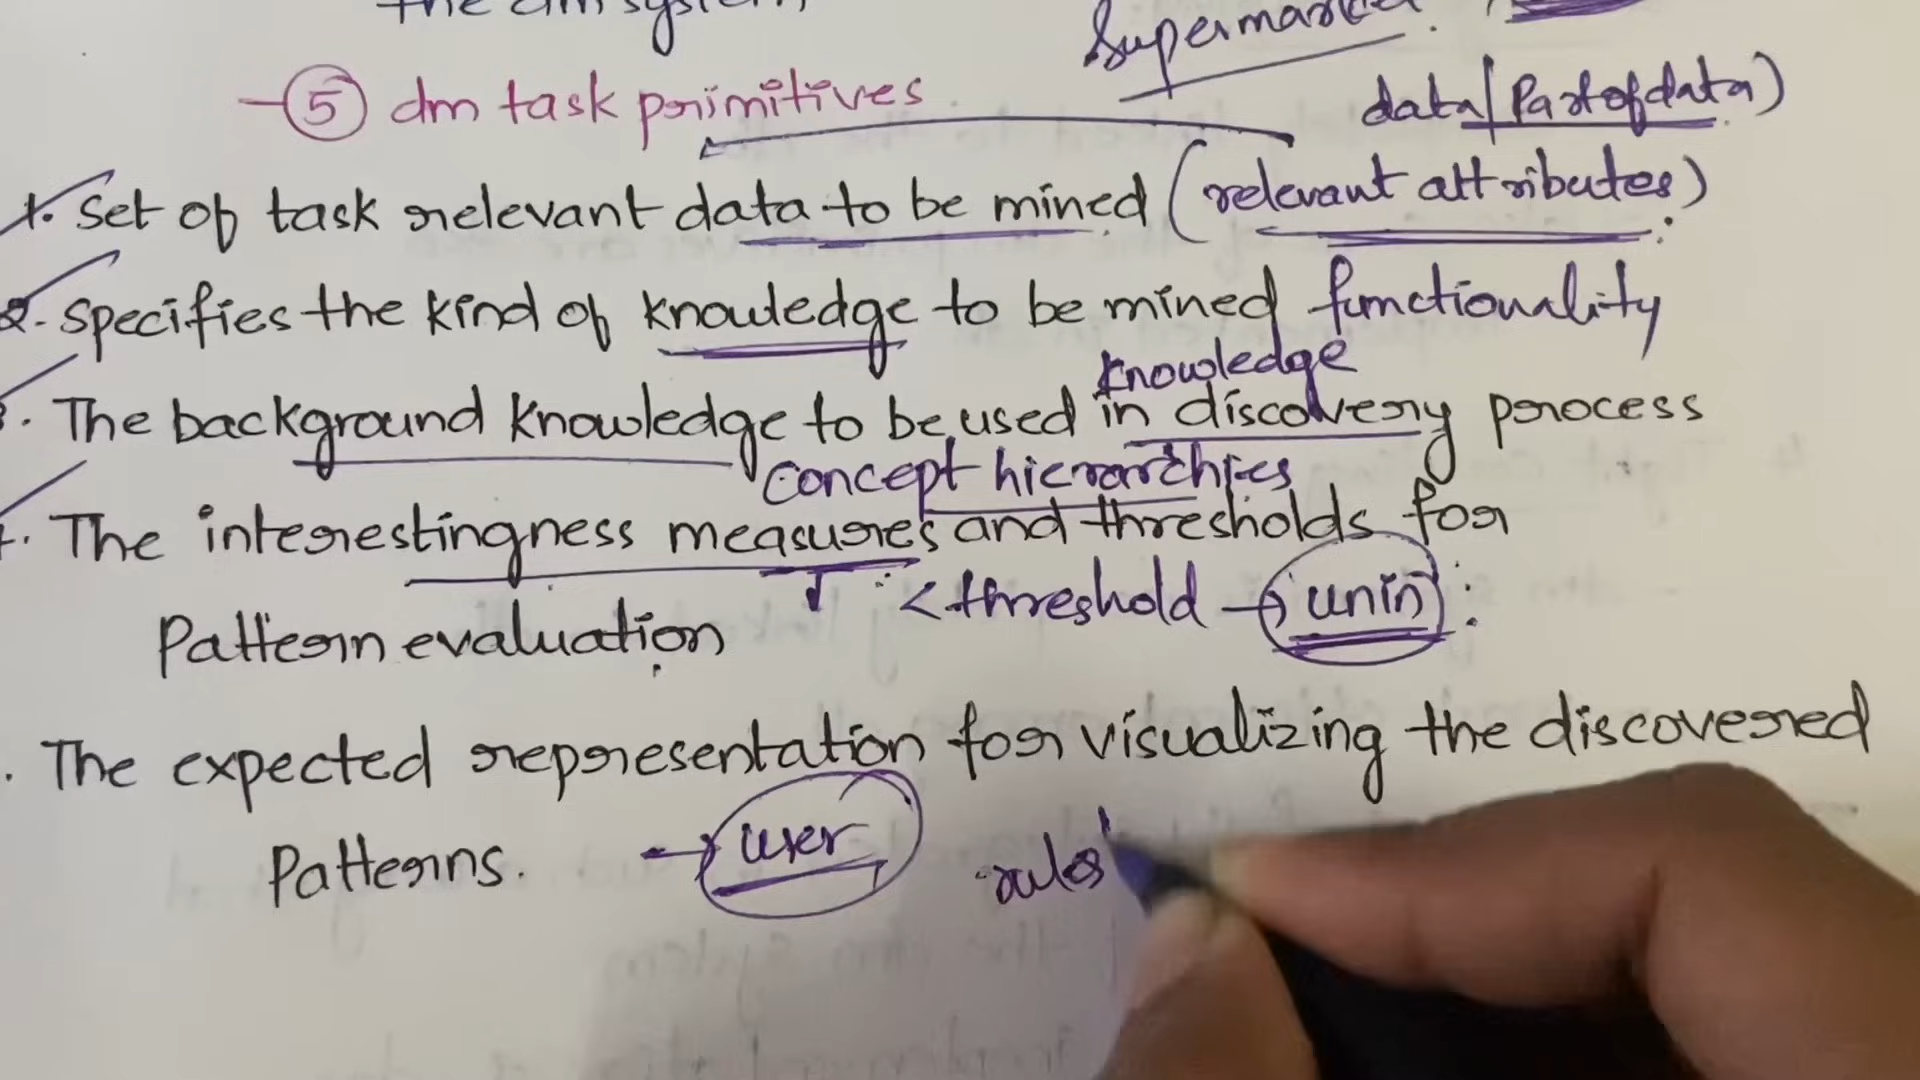 the dm system
Supermarket
- 5 dm task primitives
data/Part of data)
1. Set of task relevant data to be mined (relevant attributes)
2. Specifies the kind of knowledge to be mined functionality
knowledge
. The background knowledge to be used in discovery process
concept hierarchies
. The interestingness measures and thresholds for
< threshold → unin
Pattern evaluation
. The expected representation for visualizing the discovered
Patterns. → user rules